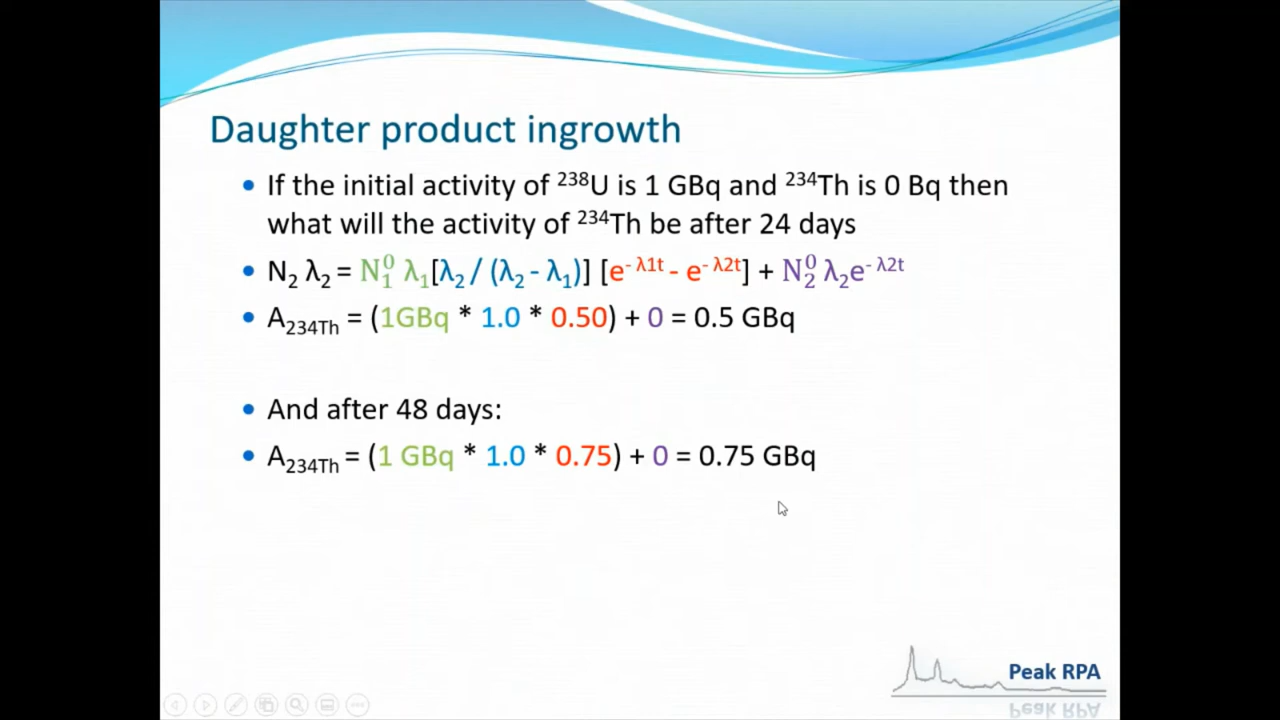 Daughter product ingrowth
• If the initial activity of ²³⁸U is 1 GBq and ²³⁴Th is 0 Bq then
what will the activity of ²³⁴Th be after 24 days
• N₂ λ₂ = N₁⁰ λ₁[λ₂ / (λ₂ - λ₁)] [e⁻ ^λ1t - e⁻ ^λ2t] + N₂⁰ λ₂e⁻ ^λ2t
• A₂₃₄Th = (1GBq * 1.0 * 0.50) + 0 = 0.5 GBq
• And after 48 days:
• A₂₃₄Th = (1 GBq * 1.0 * 0.75) + 0 = 0.75 GBq
Peak RPA